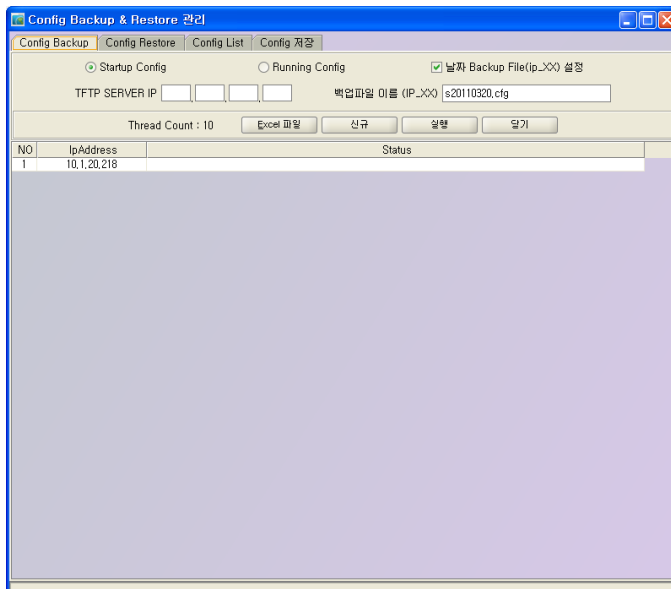 Config Backup & Restore 관리
Config Backup Config Restore Config List Config 저장
Startup Config Running Config 날짜 Backup File(ip_XX) 설정
TFTP SERVER IP . . . 백업파일 이름 (IP_XX) s20110320.cfg
Thread Count : 10 Excel 파일 신규 실행 닫기
NO IpAddress Status
1 10.1.20.218